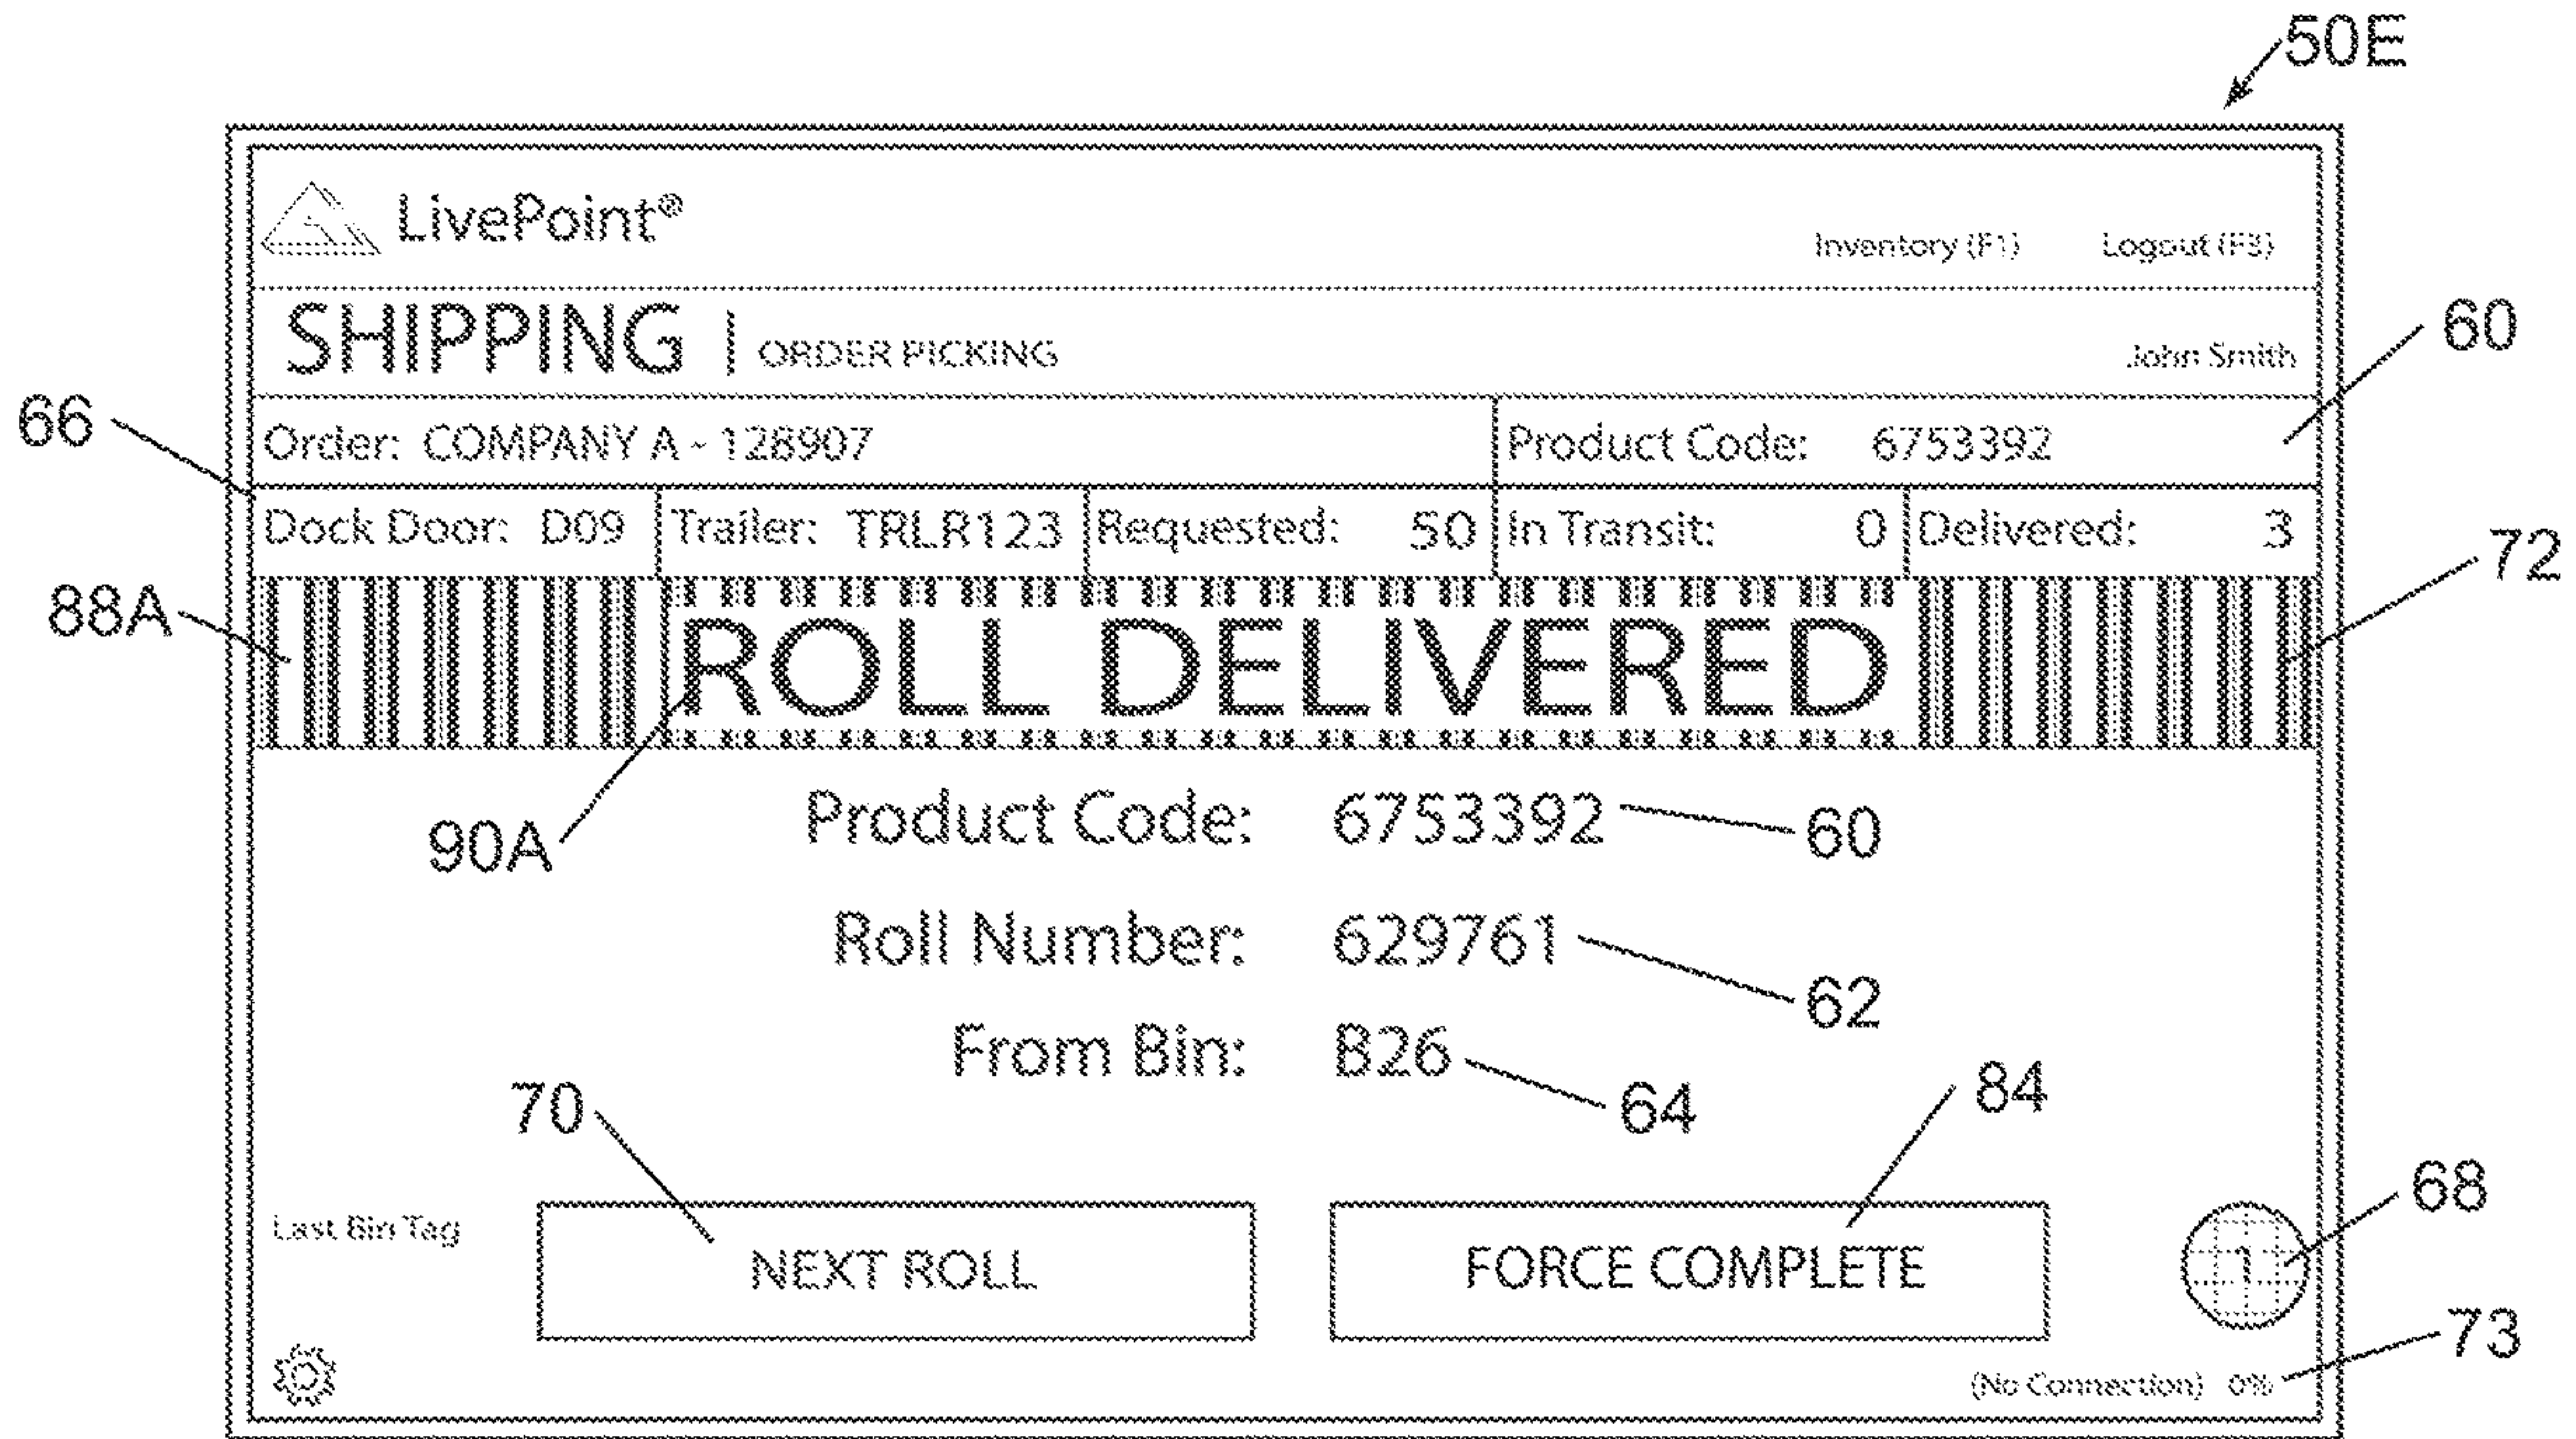 50E
LivePoint®
Inventory (F1) Logout (F3)
SHIPPING | ORDER PICKING John Smith
60
66
Order: COMPANY A - 128907 Product Code: 6753392
Dock Door: D09 Trailer: TRLR123 Requested: 50 In Transit: 0 Delivered: 3
72
88A
ROLL DELIVERED
90A
Product Code: 6753392 60
Roll Number: 629761
62
From Bin: B26
64
70
84
68
Last Bin Tag
NEXT ROLL FORCE COMPLETE 1
73
(No Connection) 0%